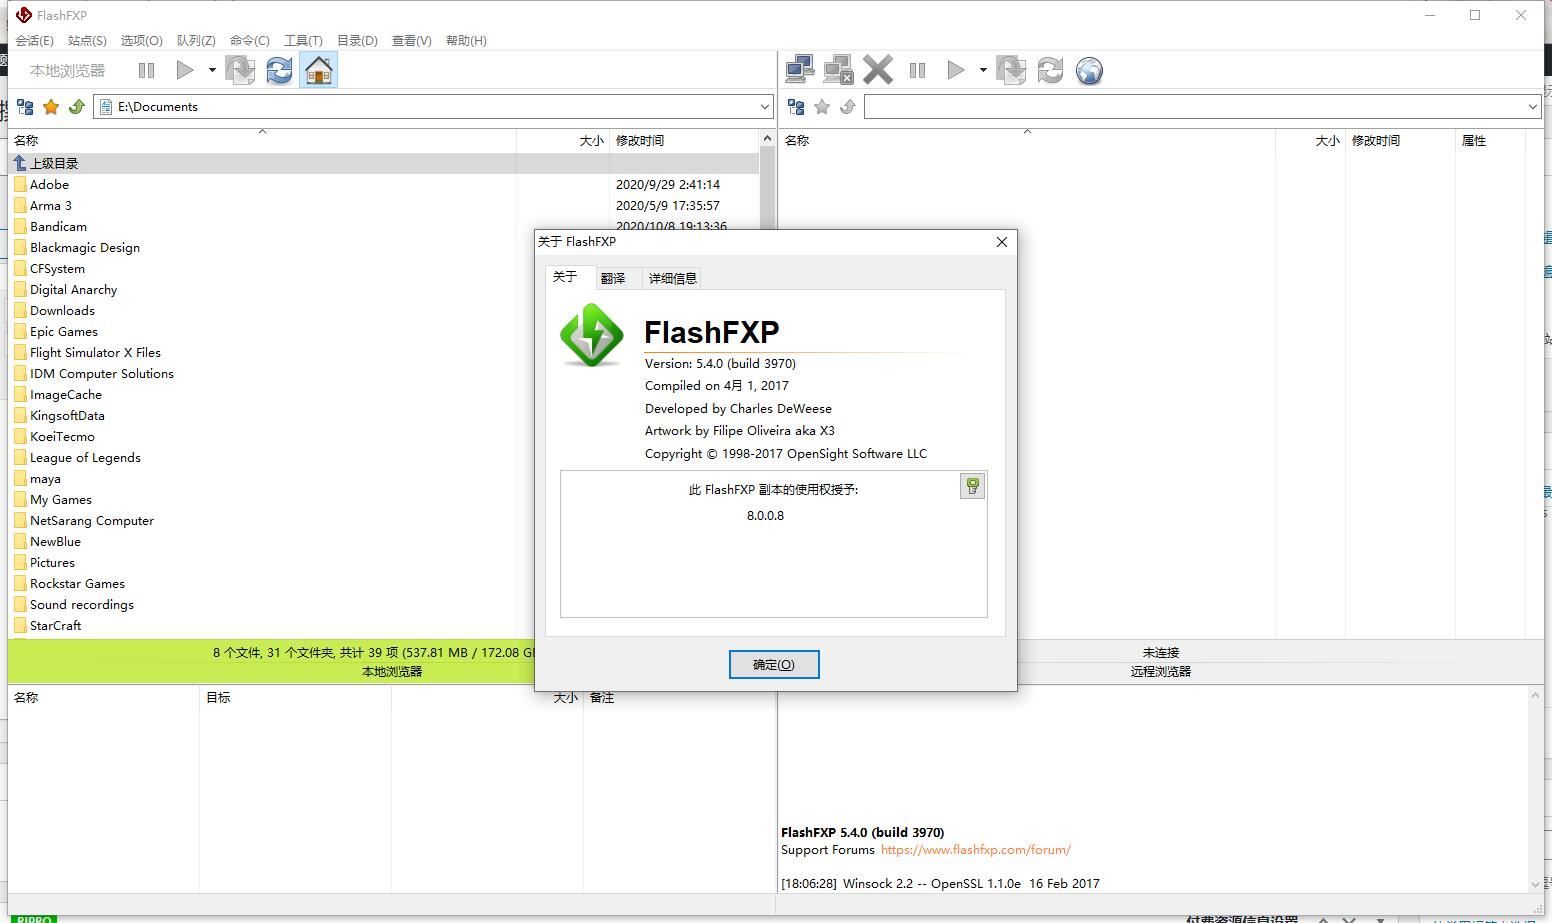 FlashFXP
会话(E) 站点(S) 选项(O) 队列(Z) 命令(C) 工具(T) 目录(D) 查看(V) 帮助(H)
本地浏览器
E:\Documents
名称 大小 修改时间
名称 大小 修改时间 属性
上级目录
Adobe 2020/9/29 2:41:14
Arma 3 2020/5/9 17:35:57
Bandicam 2020/10/8 19:13:36
Blackmagic Design
CFSystem
Digital Anarchy
Downloads
Epic Games
Flight Simulator X Files
IDM Computer Solutions
ImageCache
KingsoftData
KoeiTecmo
League of Legends
maya
My Games
NetSarang Computer
NewBlue
Pictures
Rockstar Games
Sound recordings
StarCraft
8 个文件, 31 个文件夹, 共计 39 项 (537.81 MB / 172.08
本地浏览器
未连接
远程浏览器
关于 FlashFXP
关于 翻译 详细信息
FlashFXP
Version: 5.4.0 (build 3970)
Compiled on 4月 1, 2017
Developed by Charles DeWeese
Artwork by Filipe Oliveira aka X3
Copyright © 1998-2017 OpenSight Software LLC
此 FlashFXP 副本的使用权授予:
8.0.0.8
确定(O)
名称 目标 大小 备注
FlashFXP 5.4.0 (build 3970)
Support Forums https://www.flashfxp.com/forum/
[18:06:28] Winsock 2.2 -- OpenSSL 1.1.0e 16 Feb 2017
RIPRO
付费资源信息设置